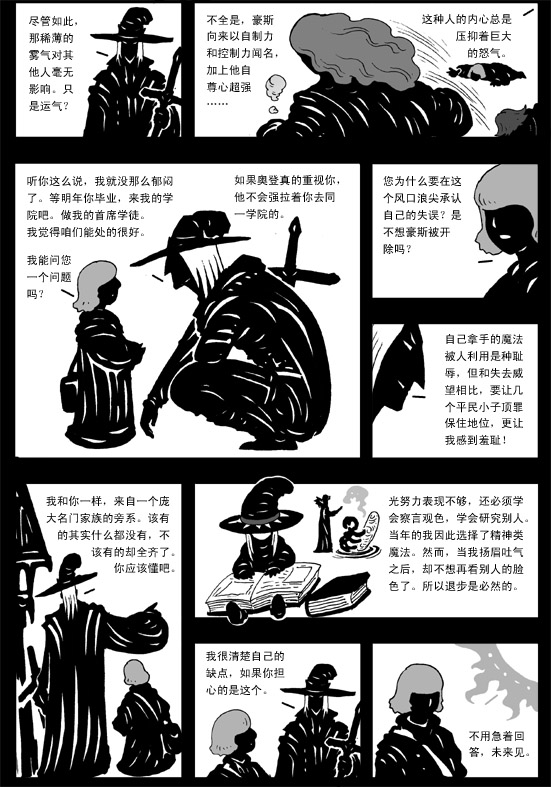 尽管如此，
那稀薄的
雾气对其
他人毫无
影响。只
是运气？
不全是，豪斯
向来以自制力
和控制力闻名，
加上他自
尊心超强
……
这种人的内心总是
压抑着巨大
的怒气。
听你这么说，我就没那么郁闷
了。等明年你毕业，来我的学
院吧。做我的首席学徒。
我觉得咱们能处的很好。
我能问您
一个问题
吗？
如果奥登真的重视你，
他不会强拉着你去同
一学院的。
您为什么要在这
个风口浪尖承认
自己的失误？是
不想豪斯被开
除吗？
自己拿手的魔法
被人利用是种耻
辱，但和失去威
望相比，要让几
个平民小子顶罪
保住地位，更让
我感到羞耻！
我和你一样，来自一个庞
大名门家族的旁系。该有
的其实什么都没有，不
该有的却全齐了。
你应该懂吧。
光努力表现不够，还必须学
会察言观色，学会研究别人。
当年的我因此选择了精神类
魔法。然而，当我扬眉吐气
之后，却不想再看别人的脸
色了。所以退步是必然的。
我很清楚自己的
缺点，如果你担
心的是这个。
不用急着回
答，未来见。